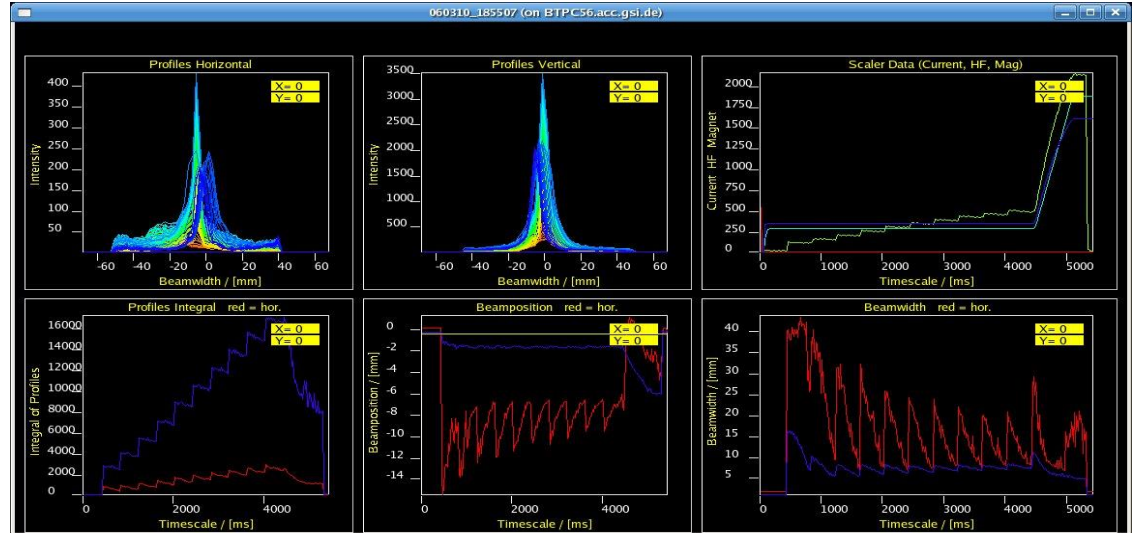 060310_185507 (on BTPC56.acc.gsi.de)
Profiles Horizontal
X= 0
Y= 0
400
350
300
250
200
150
100
50
Intensity
-60 -40 -20 0 20 40 60
Beamwidth / [mm]
Profiles Vertical
X= 0
Y= 0
3500
3000
2500
2000
1500
1000
500
Intensity
-60 -40 -20 0 20 40 60
Beamwidth / [mm]
Scaler Data (Current, HF, Mag)
X= 0
Y= 0
2000
1750
1500
1250
1000
750
500
250
0
Current HF Magnet
0 1000 2000 3000 4000 5000
Timescale / [ms]
Profiles Integral red = hor.
X= 0
Y= 0
16000
14000
12000
10000
8000
6000
4000
2000
0
Integral of Profiles
0 2000 4000
Timescale / [ms]
Beamposition red = hor.
X= 0
Y= 0
0
-2
-4
-6
-8
-10
-12
-14
Beamposition / [mm]
0 2000 4000
Timescale / [ms]
Beamwidth red = hor.
X= 0
Y= 0
40
35
30
25
20
15
10
5
Beamwidth / [mm]
0 1000 2000 3000 4000 5000
Timescale / [ms]